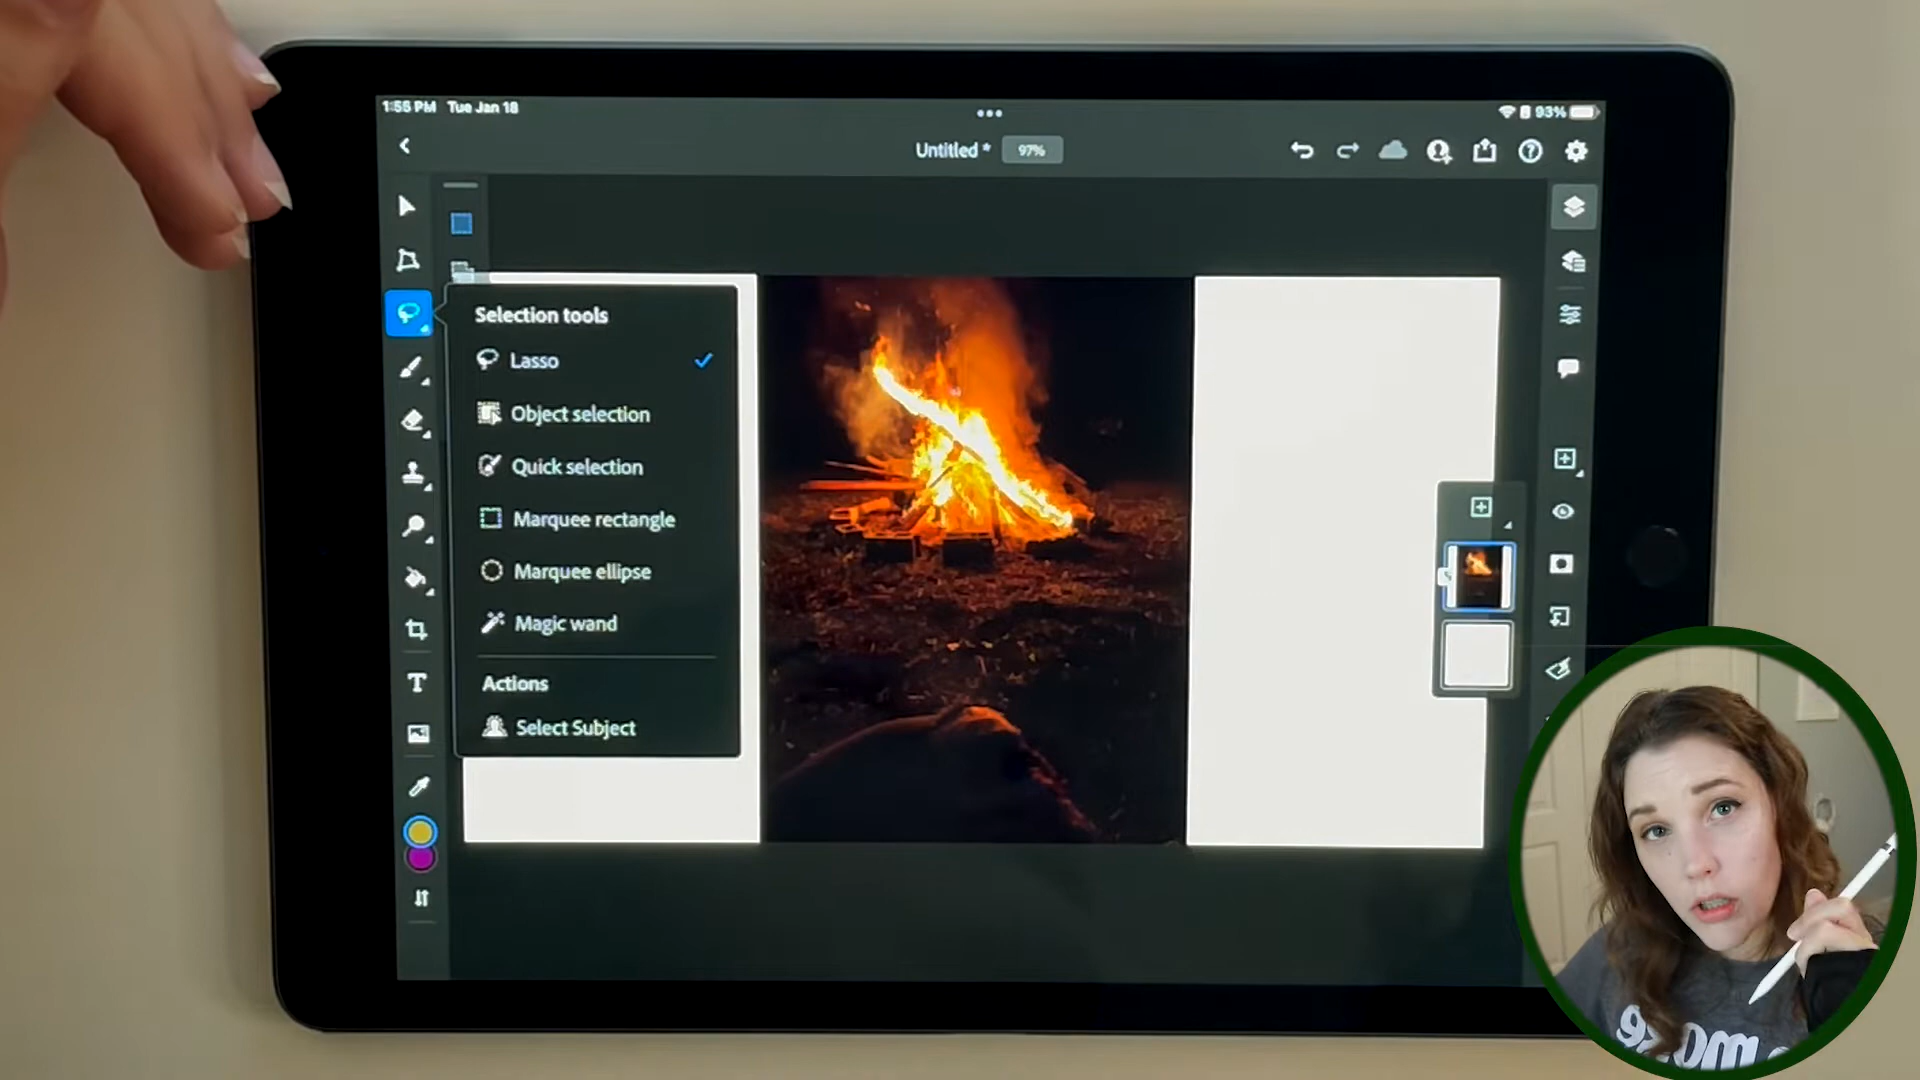 1:55 PM Tue Jan 18
93%
Untitled * 97%
Selection tools
Lasso
Object selection
Quick selection
Marquee rectangle
Marquee ellipse
Magic wand
Actions
Select Subject
T